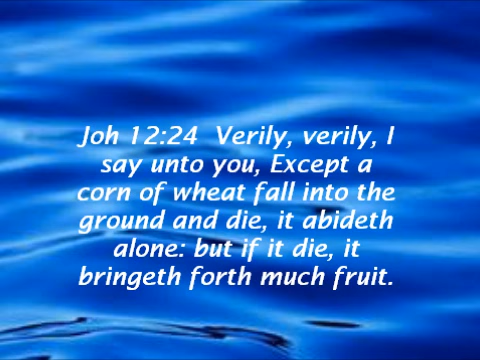 Joh 12:24  Verily, verily, I
say unto you, Except a
corn of wheat fall into the
ground and die, it abideth
alone: but if it die, it
bringeth forth much fruit.